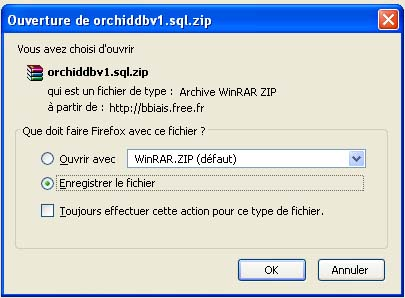 Ouverture de orchiddbv1.sql.zip
Vous avez choisi d'ouvrir
orchiddbv1.sql.zip
qui est un fichier de type : Archive WinRAR ZIP
à partir de : http://bbiais.free.fr
Que doit faire Firefox avec ce fichier ?
Ouvrir avec WinRAR.ZIP (défaut)
Enregistrer le fichier
Toujours effectuer cette action pour ce type de fichier.
OK Annuler